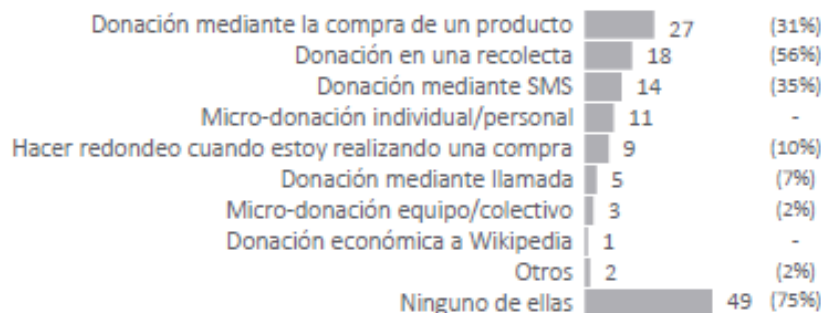 Donación mediante la compra de un producto 27 (31%)
Donación en una recolecta 18 (56%)
Donación mediante SMS 14 (35%)
Micro-donación individual/personal 11 -
Hacer redondeo cuando estoy realizando una compra 9 (10%)
Donación mediante llamada 5 (7%)
Micro-donación equipo/colectivo 3 (2%)
Donación económica a Wikipedia 1 -
Otros 2 (2%)
Ninguno de ellas 49 (75%)